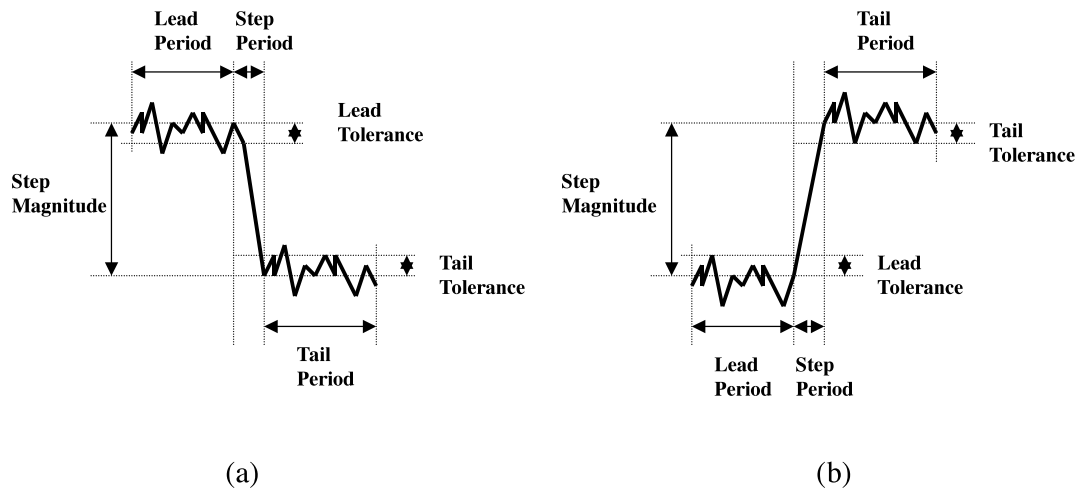 Lead
Period
Step
Period
Lead
Tolerance
Step
Magnitude
Tail
Tolerance
Tail
Period
(a)
Tail
Period
Tail
Tolerance
Step
Magnitude
Lead
Tolerance
Lead
Period
Step
Period
(b)